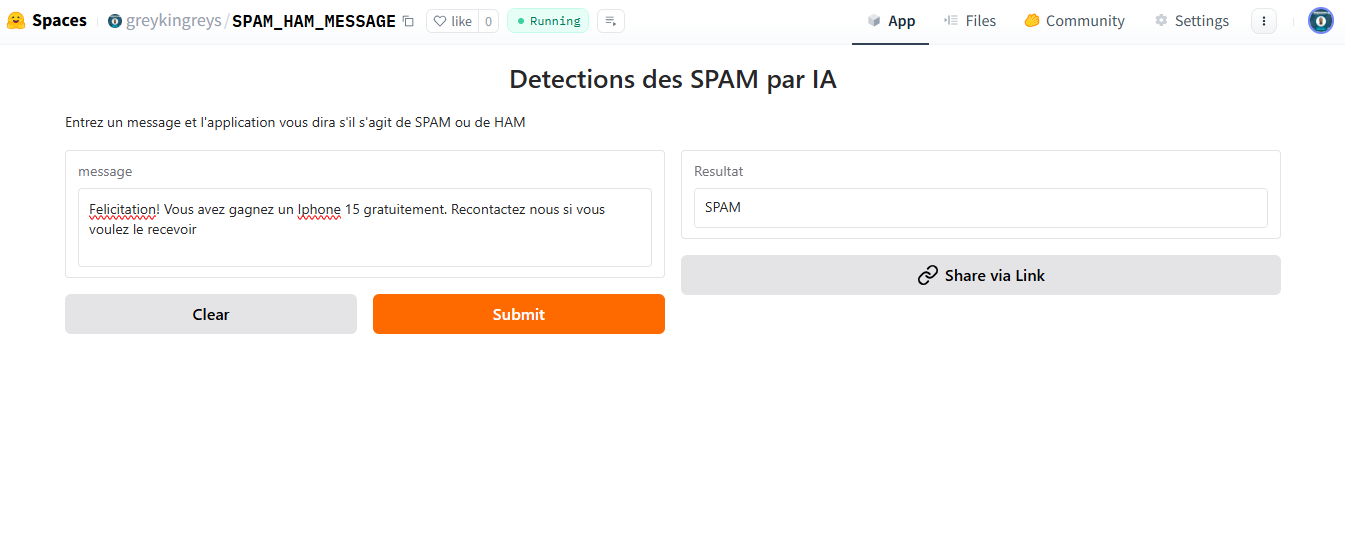 Spaces greykingreys/SPAM_HAM_MESSAGE like 0 Running App Files Community Settings
Detections des SPAM par IA
Entrez un message et l'application vous dira s'il s'agit de SPAM ou de HAM
message
Felicitation! Vous avez gagnez un Iphone 15 gratuitement. Recontactez nous si vous
voulez le recevoir
Clear
Submit
Resultat
SPAM
Share via Link